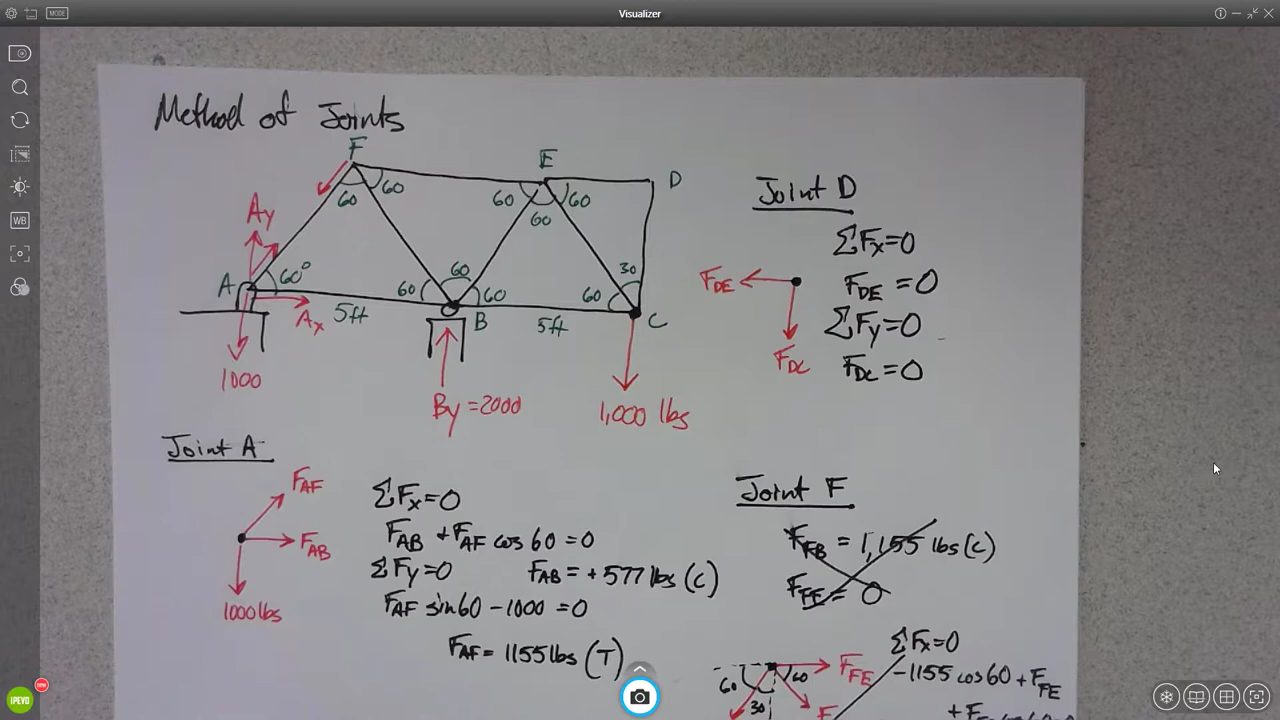 MODE
Visualizer
WB
IPEVO
new
Method of Joints
F
E
D
60
60
60
60
60
Ay
A
60°
60
60
60
60
30
Ax
5ft
B
5ft
C
1000
By = 2000
1,000 lbs
Joint D
ΣFx=0
FDE
FDE = 0
ΣFy=0
FDC
FDC = 0
Joint A
FAF
FAB
1000 lbs
ΣFx=0
FAB + FAF cos 60 = 0
ΣFy=0
FAB = +577 lbs (C)
FAF sin 60 - 1000 = 0
FAF = 1155 lbs (T)
Joint F
FFB = 1,155 lbs (C)
FFE = 0
ΣFx=0
-1155 cos 60 + FFE
60
60
FFE
30